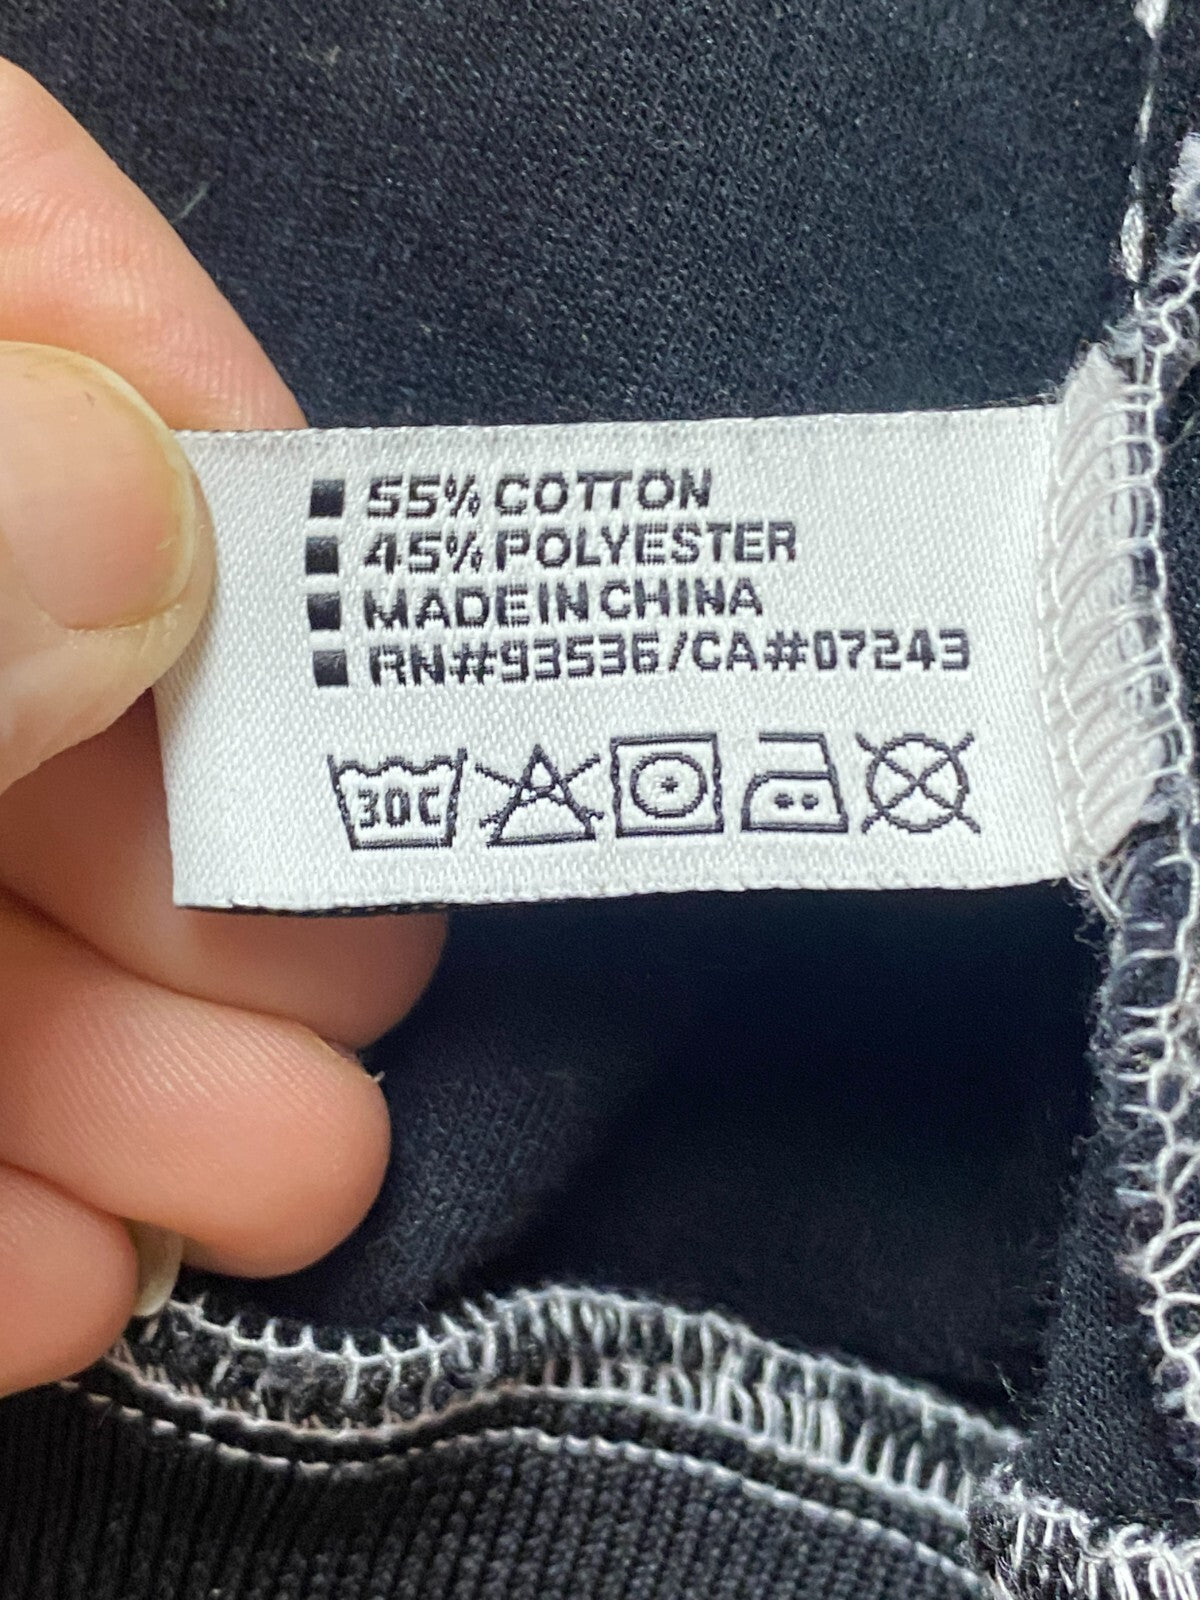 55% COTTON
45% POLYESTER
MADE IN CHINA
RN#93536/CA#07243
30C